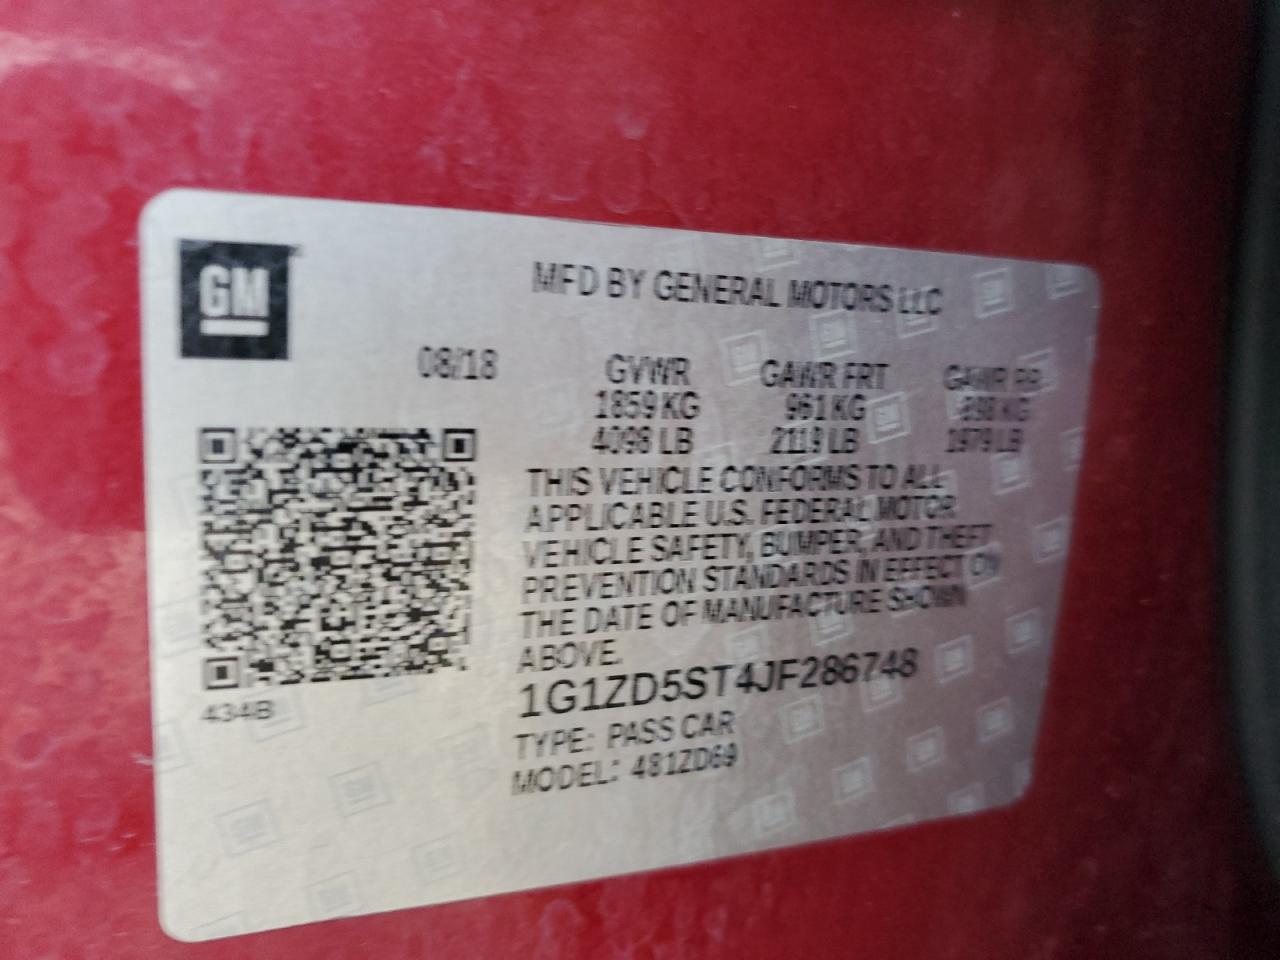 GM
MFD BY GENERAL MOTORS LLC
08/18 GVWR GAWR FRT GAWR RR
1859 KG 961 KG 898 KG
4098 LB 2119 LB 1979 LB
THIS VEHICLE CONFORMS TO ALL
APPLICABLE U.S. FEDERAL MOTOR
VEHICLE SAFETY, BUMPER, AND THEFT
PREVENTION STANDARDS IN EFFECT ON
THE DATE OF MANUFACTURE SHOWN
ABOVE.
1G1ZD5ST4JF286748
434B
TYPE: PASS CAR
MODEL: 481ZD69